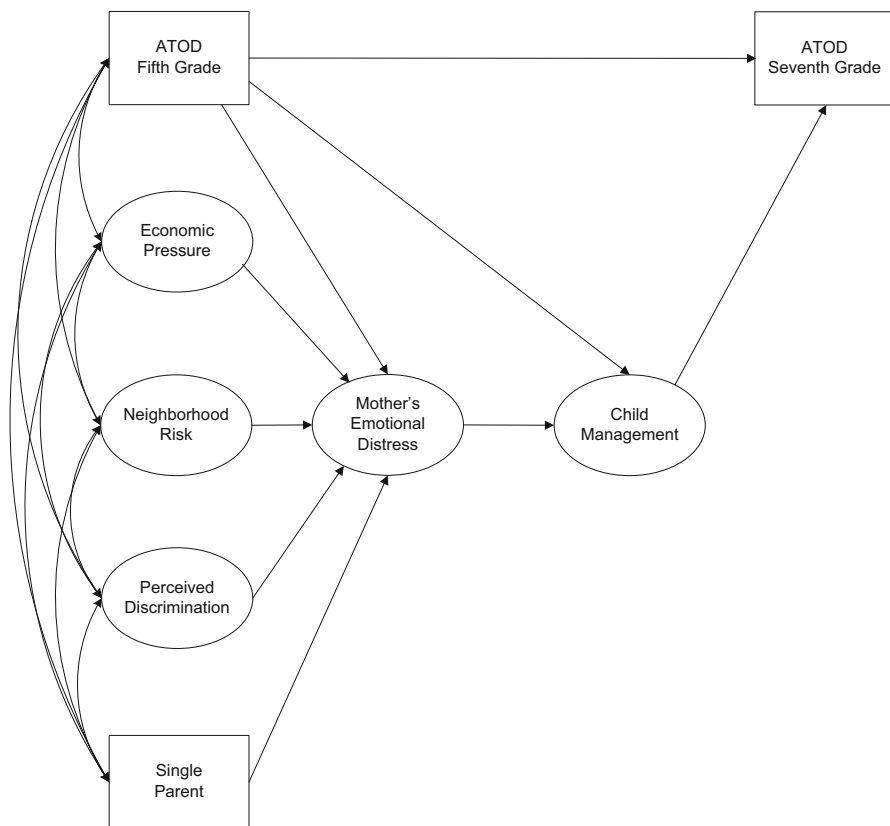 ATOD
Fifth Grade
ATOD
Seventh Grade
Economic
Pressure
Neighborhood
Risk
Mother's
Emotional
Distress
Child
Management
Perceived
Discrimination
Single
Parent